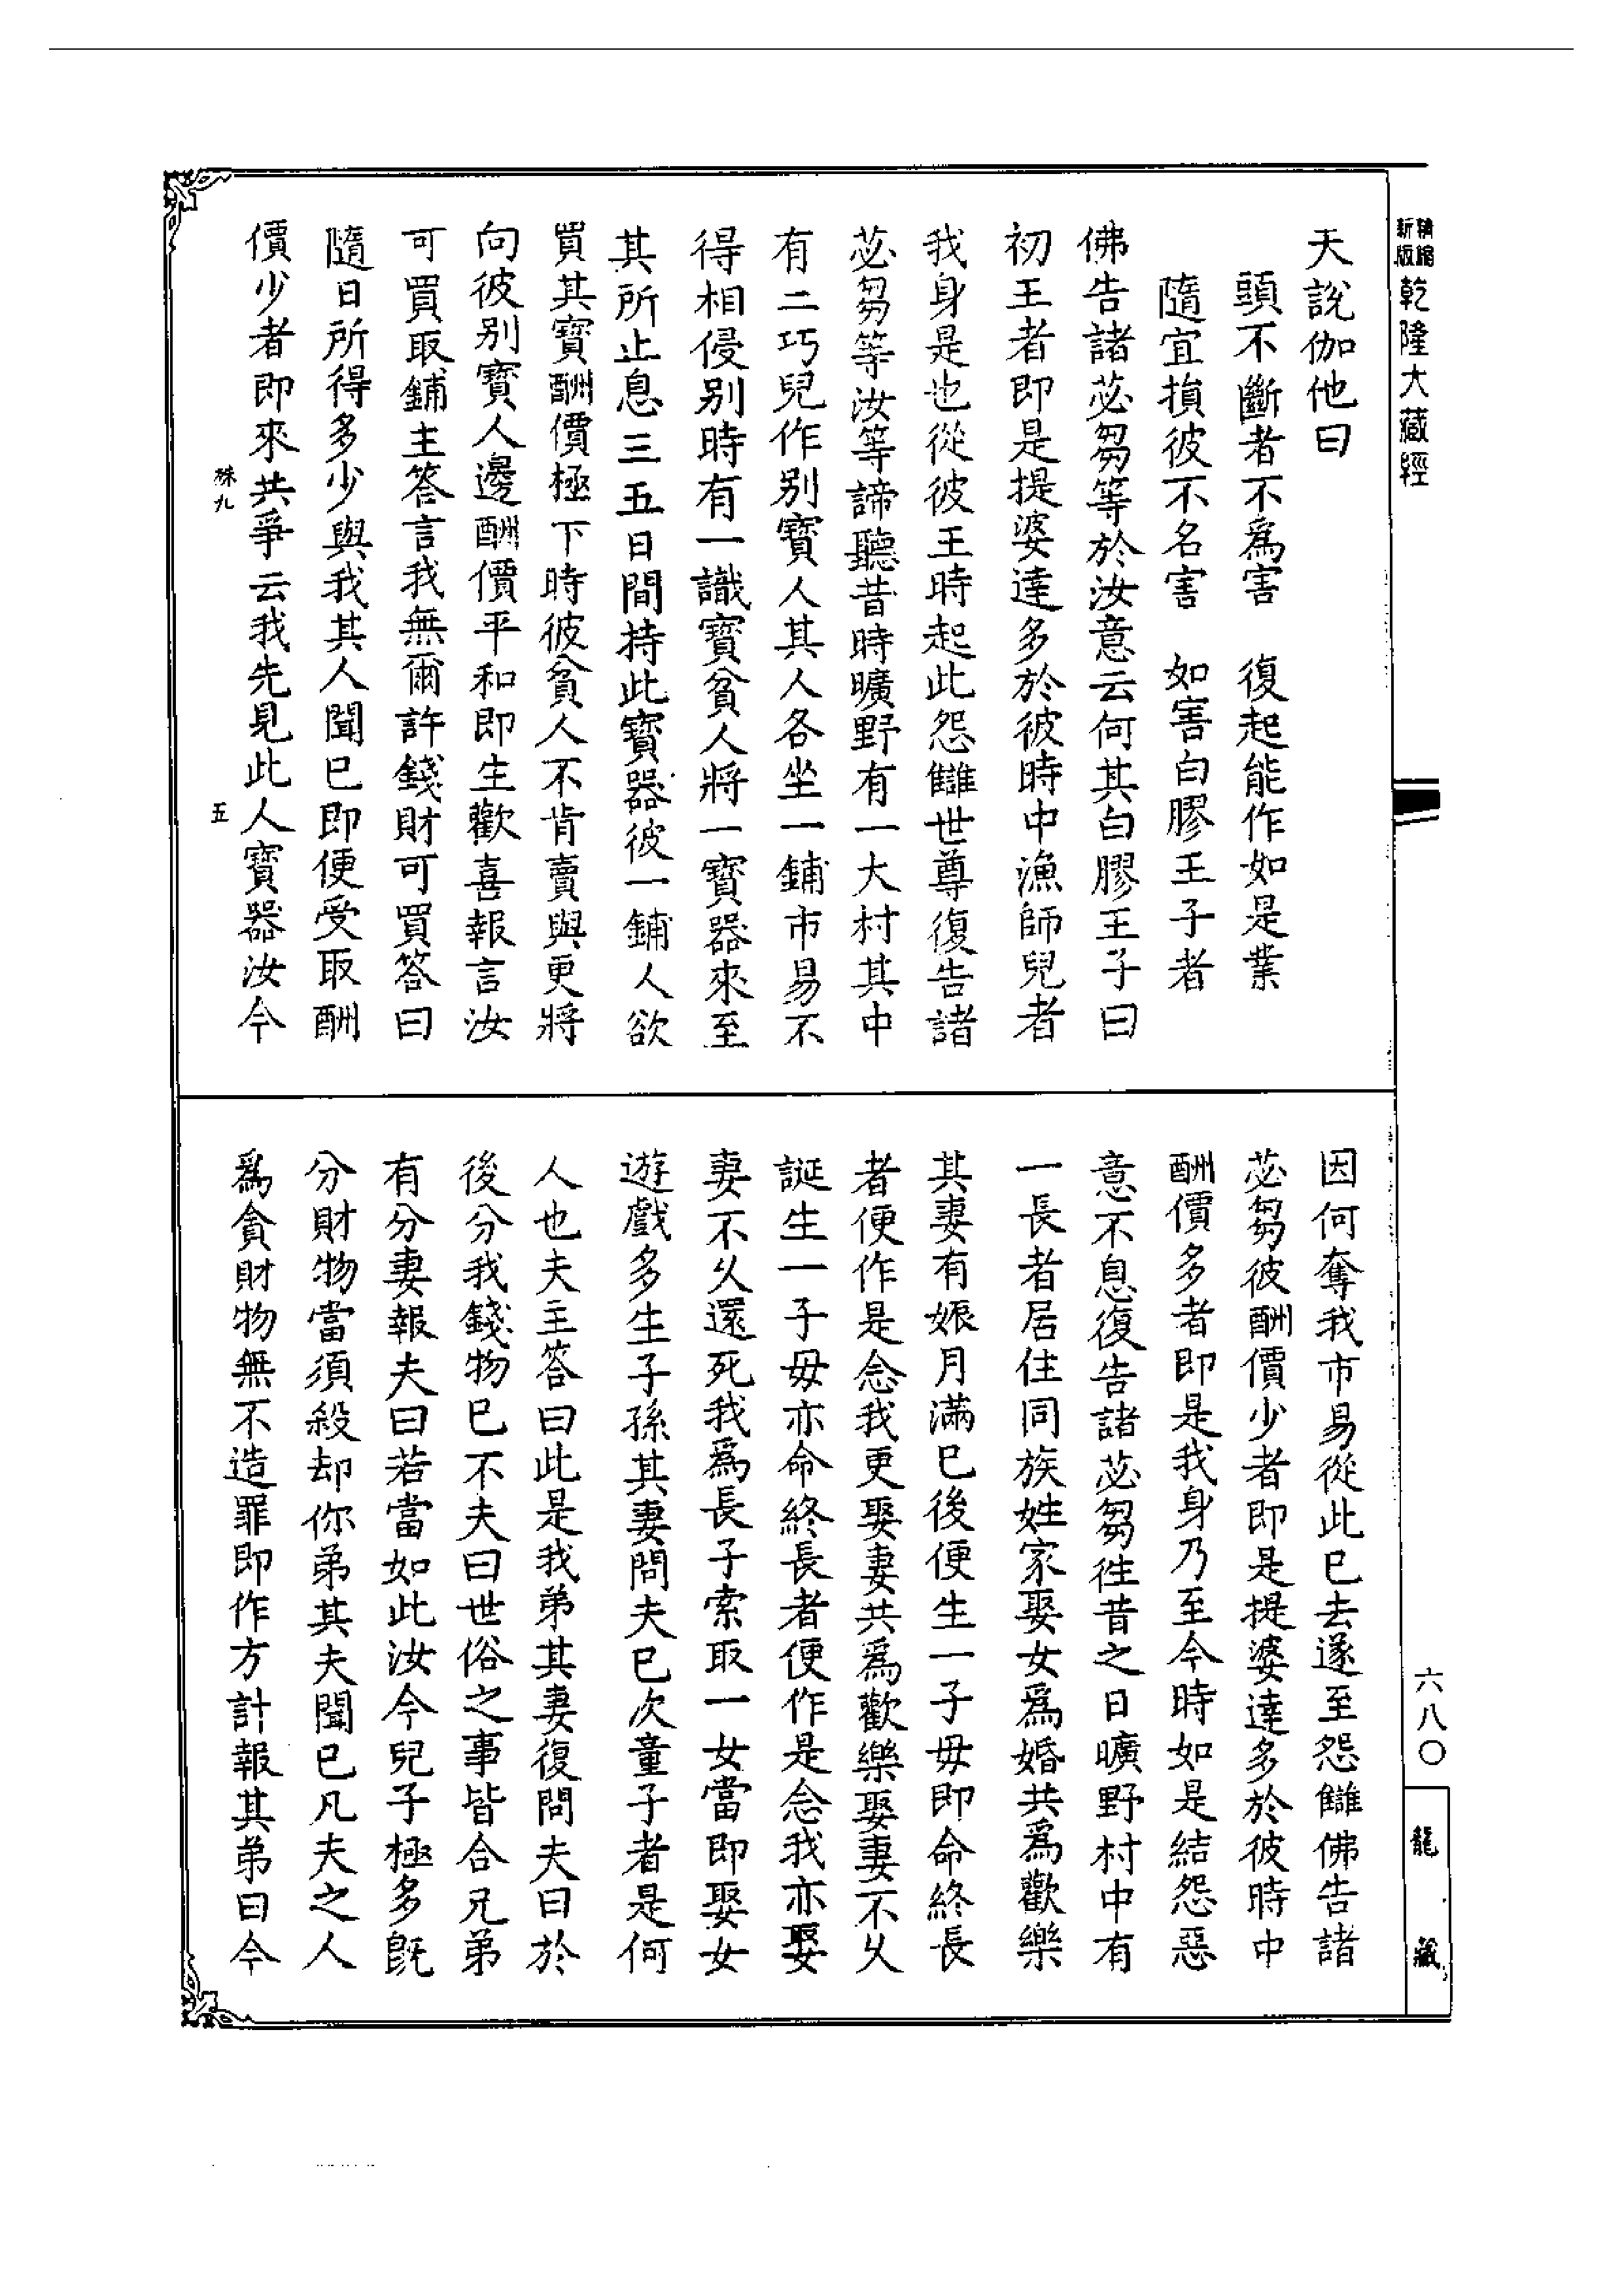 精縮新版乾隆大藏經
天說伽他曰
頭不斷者不爲害　復起能作如是業
隨宜損彼不名害　如害白膠王子者
佛告諸苾芻等於汝意云何其白膠王子曰
初王者即是提婆達多於彼時中漁師兒者
我身是也從彼王時起此怨讎世尊復告諸
苾芻等汝等諦聽昔時曠野有一大村其中
有二巧兒作別寶人其人各坐一鋪市易不
得相侵別時有一識寶貧人將一寶器來至
其所止息三五日間持此寶器彼一鋪人欲
買其寶酬價極下時彼貧人不肯賣與更將
向彼別寶人邊酬價平和即生歡喜報言汝
可買取鋪主答言我無爾許錢財可買答曰
隨日所得多少與我其人聞已即便受取酬
價少者即來共爭云我先見此人寶器汝今
殊九
五
因何奪我市易從此已去遂至怨讎佛告諸
苾芻彼酬價少者即是提婆達多於彼時中
酬價多者即是我身乃至今時如是結怨惡
意不息復告諸苾芻往昔之日曠野村中有
一長者居住同族姓家娶女爲婚共爲歡樂
其妻有娠月滿已後便生一子毋即命終長
者便作是念我更娶妻共爲歡樂娶妻不久
誕生一子毋亦命終長者便作是念我亦娶
妻不久還死我爲長子索取一女當即娶女
遊戲多生子孫其妻問夫已次童子者是何
人也夫主答曰此是我弟其妻復問夫曰於
後分我錢物已不夫曰世俗之事皆合兄弟
有分妻報夫曰若當如此汝今兒子極多旣
分財物當須殺却你弟其夫聞已凡夫之人
爲貪財物無不造罪即作方計報其弟曰今
六八〇
龍藏